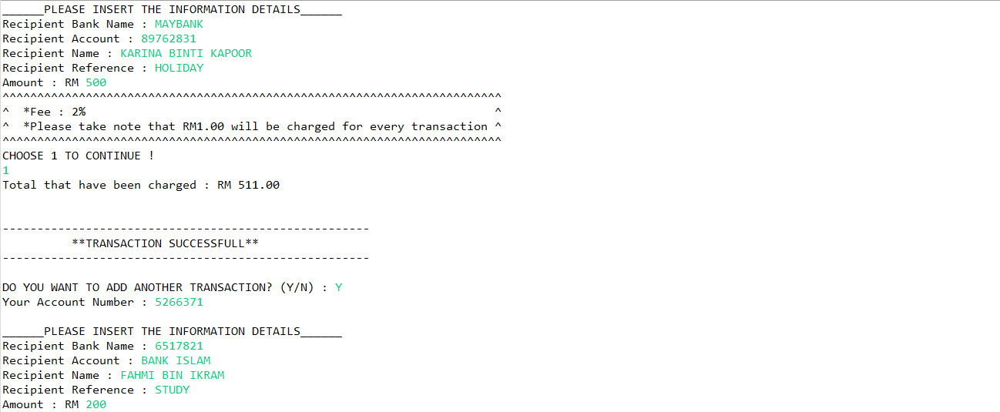 ______PLEASE INSERT THE INFORMATION DETAILS______
Recipient Bank Name : MAYBANK
Recipient Account : 89762831
Recipient Name : KARINA BINTI KAPOOR
Recipient Reference : HOLIDAY
Amount : RM 500
^^^^^^^^^^^^^^^^^^^^^^^^^^^^^^^^^^^^^^^^^^^^^^^^^^^^^^^^^^^^^^^^^^^^^^^^
^  *Fee : 2%                                                           ^
^  *Please take note that RM1.00 will be charged for every transaction ^
^^^^^^^^^^^^^^^^^^^^^^^^^^^^^^^^^^^^^^^^^^^^^^^^^^^^^^^^^^^^^^^^^^^^^^^^
CHOOSE 1 TO CONTINUE !
1
Total that have been charged : RM 511.00
-----------------------------------------------------
          **TRANSACTION SUCCESSFULL**
-----------------------------------------------------
DO YOU WANT TO ADD ANOTHER TRANSACTION? (Y/N) : Y
Your Account Number : 5266371
______PLEASE INSERT THE INFORMATION DETAILS______
Recipient Bank Name : 6517821
Recipient Account : BANK ISLAM
Recipient Name : FAHMI BIN IKRAM
Recipient Reference : STUDY
Amount : RM 200